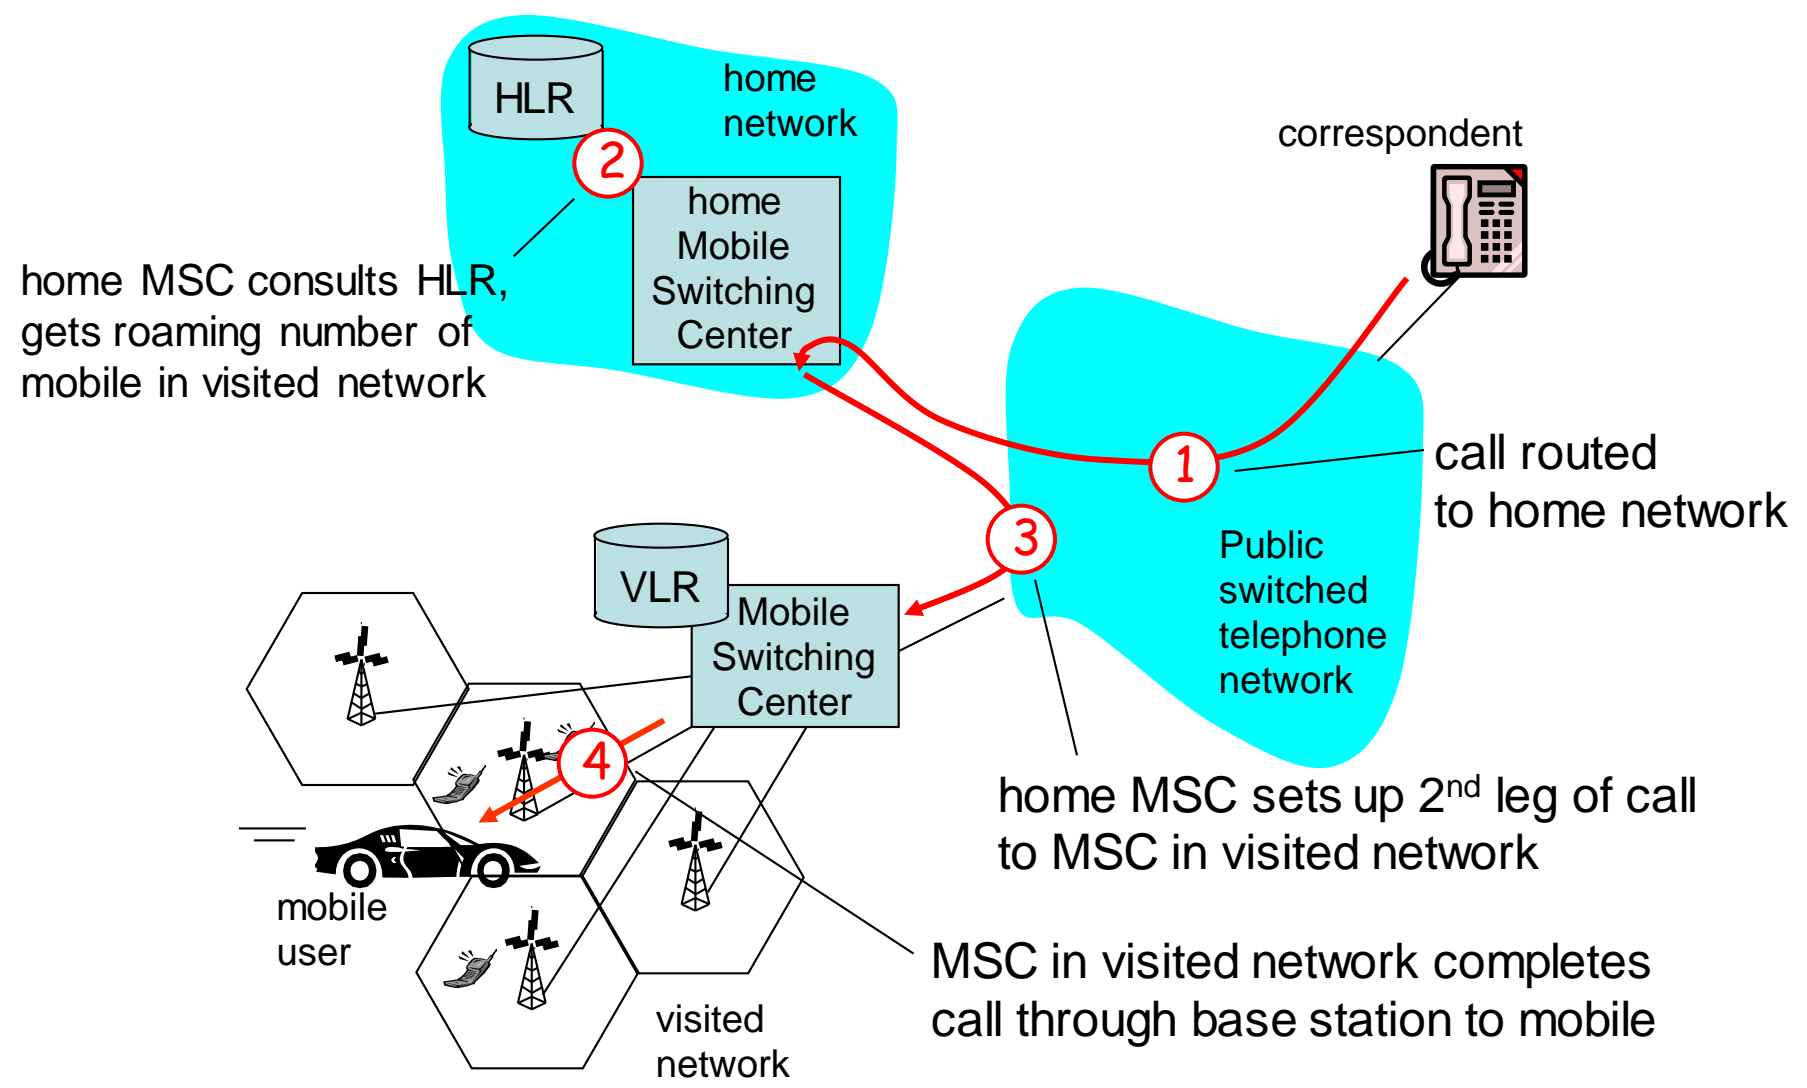 HLR
home
network
2
home
Mobile
Switching
Center
correspondent
home MSC consults HLR,
gets roaming number of
mobile in visited network
1
call routed
to home network
3
Public
switched
telephone
network
VLR
Mobile
Switching
Center
4
home MSC sets up 2nd leg of call
to MSC in visited network
mobile
user
MSC in visited network completes
call through base station to mobile
visited
network